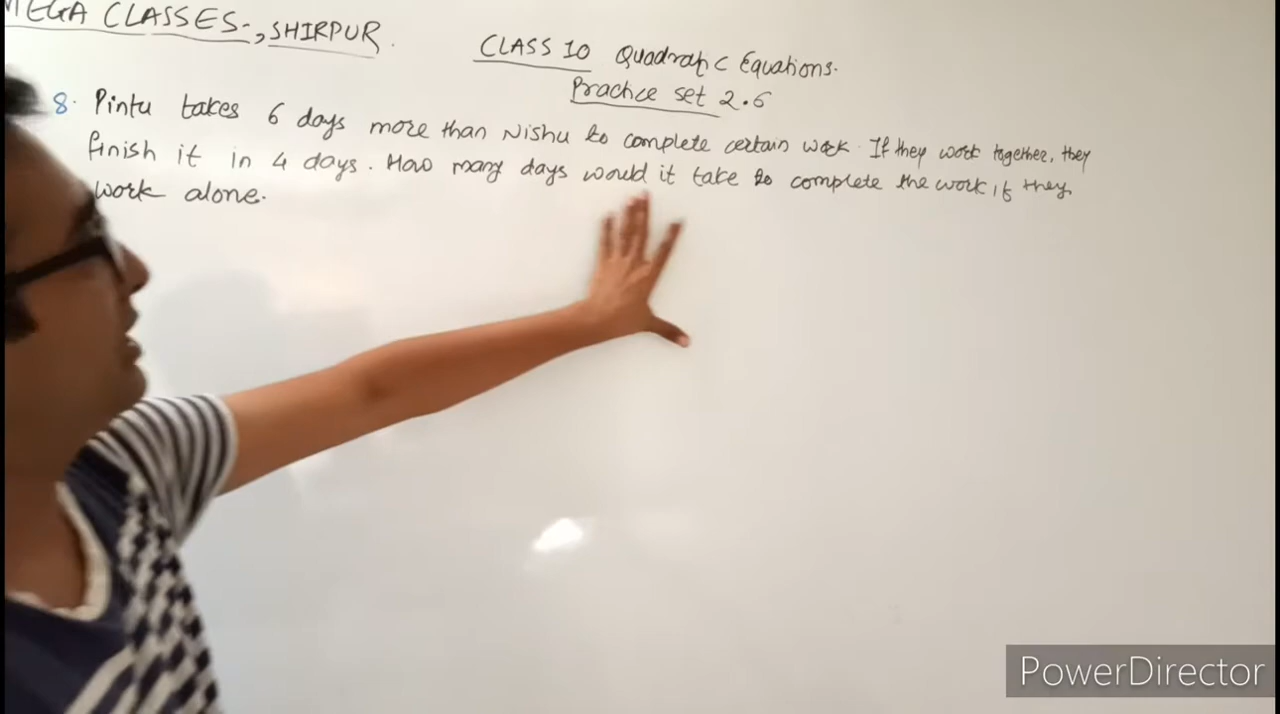 MEGA CLASSES-, SHIRPUR.
CLASS 10 Quadratic Equations.
Practice set 2.6
8. Pintu takes 6 days more than Nishu to complete certain work. If they work together, they
finish it in 4 days. How many days would it take to complete the work if they
work alone.
PowerDirector